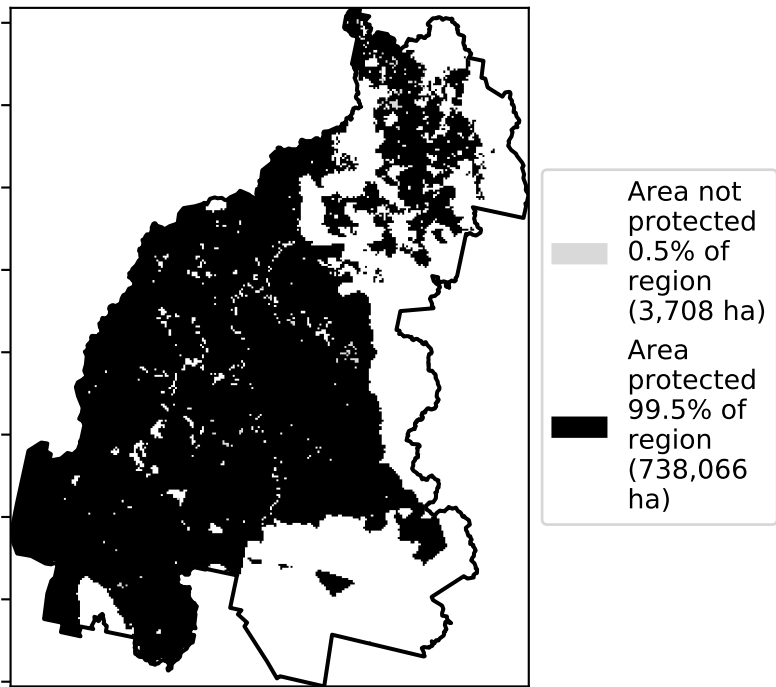 Area not
protected
0.5% of
region
(3,708 ha)
Area
protected
99.5% of
region
(738,066
ha)